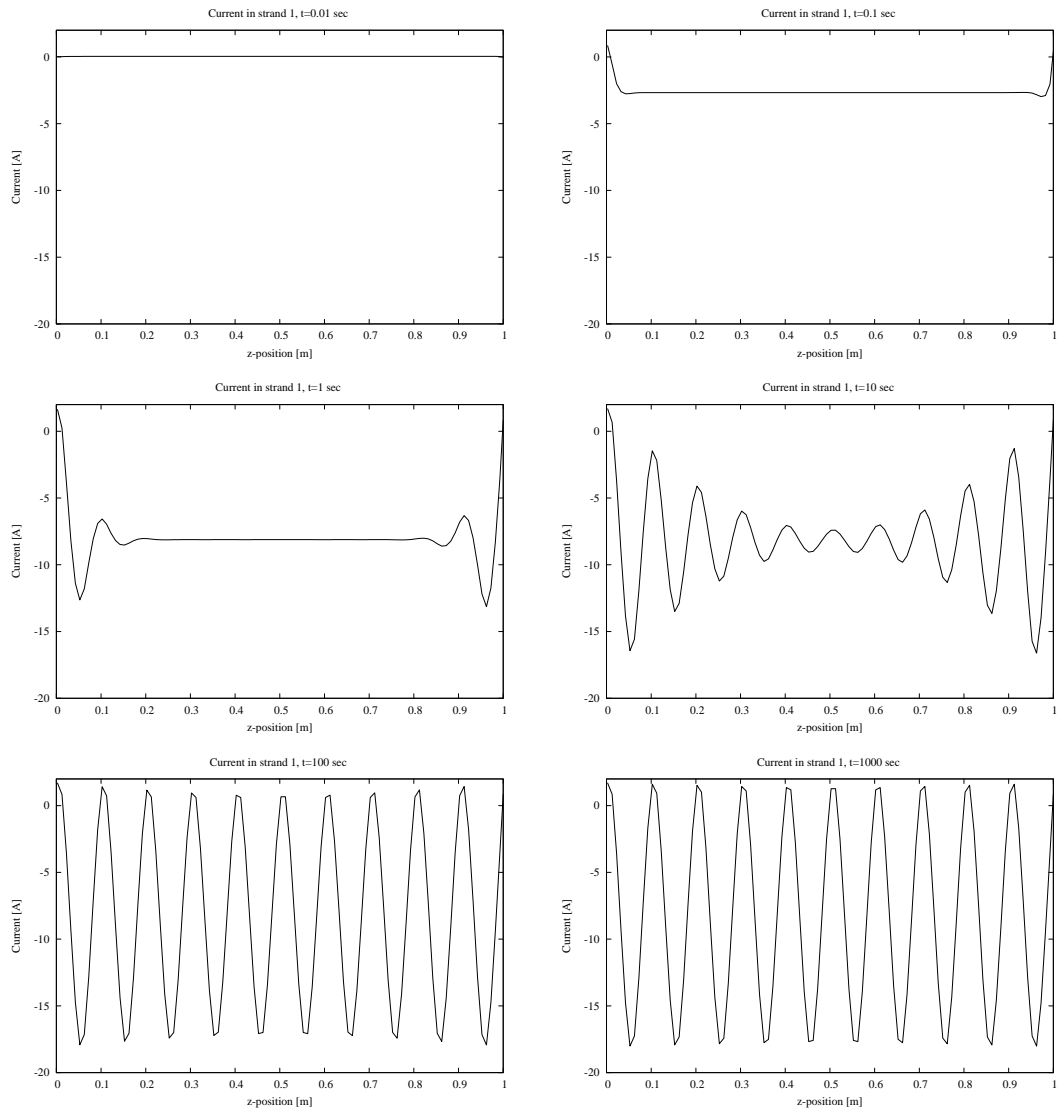 Current in strand 1, t=0.01 sec
0
-5
-10
-15
-20
Current [A]
0 0.1 0.2 0.3 0.4 0.5 0.6 0.7 0.8 0.9 1
z-position [m]
Current in strand 1, t=0.1 sec
0
-5
-10
-15
-20
Current [A]
0 0.1 0.2 0.3 0.4 0.5 0.6 0.7 0.8 0.9 1
z-position [m]
Current in strand 1, t=1 sec
0
-5
-10
-15
-20
Current [A]
0 0.1 0.2 0.3 0.4 0.5 0.6 0.7 0.8 0.9 1
z-position [m]
Current in strand 1, t=10 sec
0
-5
-10
-15
-20
Current [A]
0 0.1 0.2 0.3 0.4 0.5 0.6 0.7 0.8 0.9 1
z-position [m]
Current in strand 1, t=100 sec
0
-5
-10
-15
-20
Current [A]
0 0.1 0.2 0.3 0.4 0.5 0.6 0.7 0.8 0.9 1
z-position [m]
Current in strand 1, t=1000 sec
0
-5
-10
-15
-20
Current [A]
0 0.1 0.2 0.3 0.4 0.5 0.6 0.7 0.8 0.9 1
z-position [m]